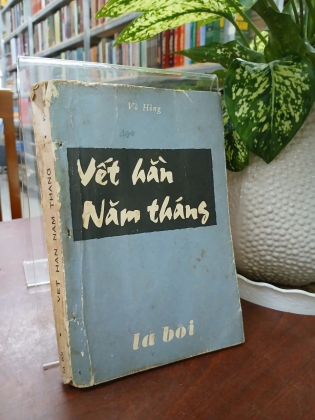 Võ Hồng
Vết hằn
Năm tháng
lá bối
VẾT HẰN NĂM THÁNG